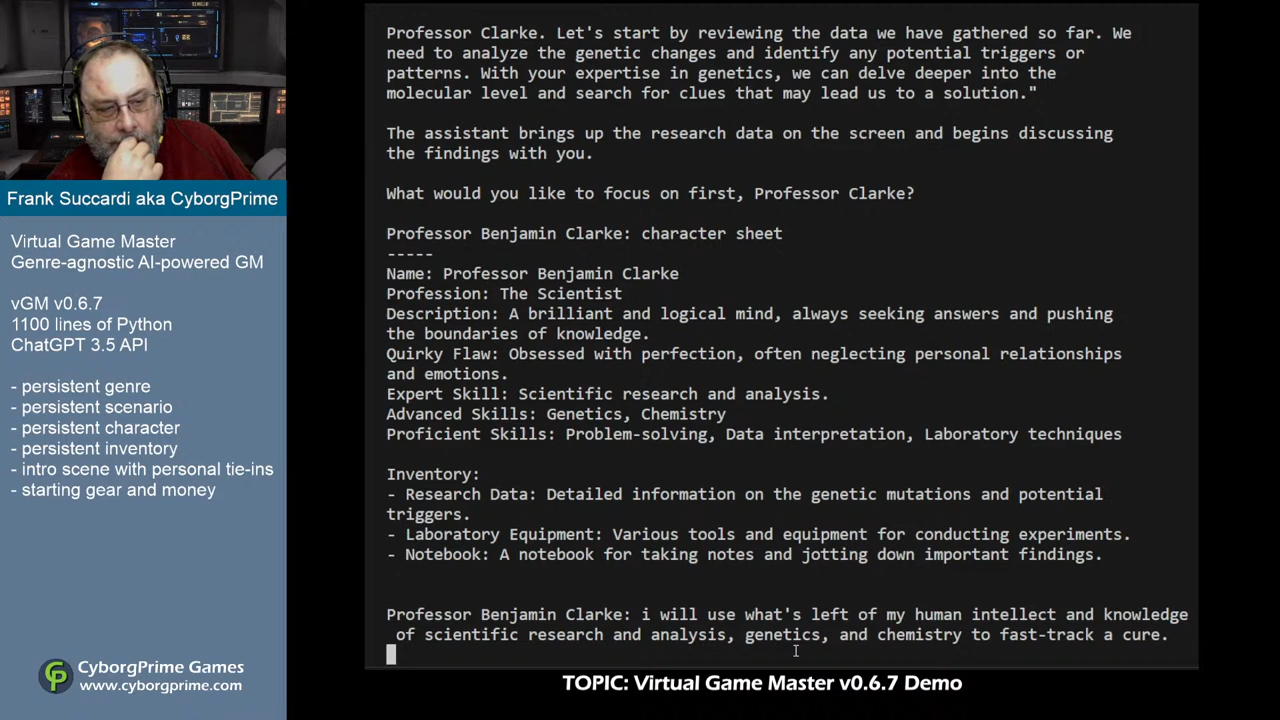 Professor Clarke. Let's start by reviewing the data we have gathered so far. We
need to analyze the genetic changes and identify any potential triggers or
patterns. With your expertise in genetics, we can delve deeper into the
molecular level and search for clues that may lead us to a solution."
The assistant brings up the research data on the screen and begins discussing
the findings with you.
What would you like to focus on first, Professor Clarke?
Professor Benjamin Clarke: character sheet
-----
Name: Professor Benjamin Clarke
Profession: The Scientist
Description: A brilliant and logical mind, always seeking answers and pushing
the boundaries of knowledge.
Quirky Flaw: Obsessed with perfection, often neglecting personal relationships
and emotions.
Expert Skill: Scientific research and analysis.
Advanced Skills: Genetics, Chemistry
Proficient Skills: Problem-solving, Data interpretation, Laboratory techniques
Inventory:
- Research Data: Detailed information on the genetic mutations and potential
triggers.
- Laboratory Equipment: Various tools and equipment for conducting experiments.
- Notebook: A notebook for taking notes and jotting down important findings.
Professor Benjamin Clarke: i will use what's left of my human intellect and knowledge
of scientific research and analysis, genetics, and chemistry to fast-track a cure.
Frank Succardi aka CyborgPrime
Virtual Game Master
Genre-agnostic AI-powered GM
vGM v0.6.7
1100 lines of Python
ChatGPT 3.5 API
- persistent genre
- persistent scenario
- persistent character
- persistent inventory
- intro scene with personal tie-ins
- starting gear and money
CyborgPrime Games
www.cyborgprime.com
TOPIC: Virtual Game Master v0.6.7 Demo